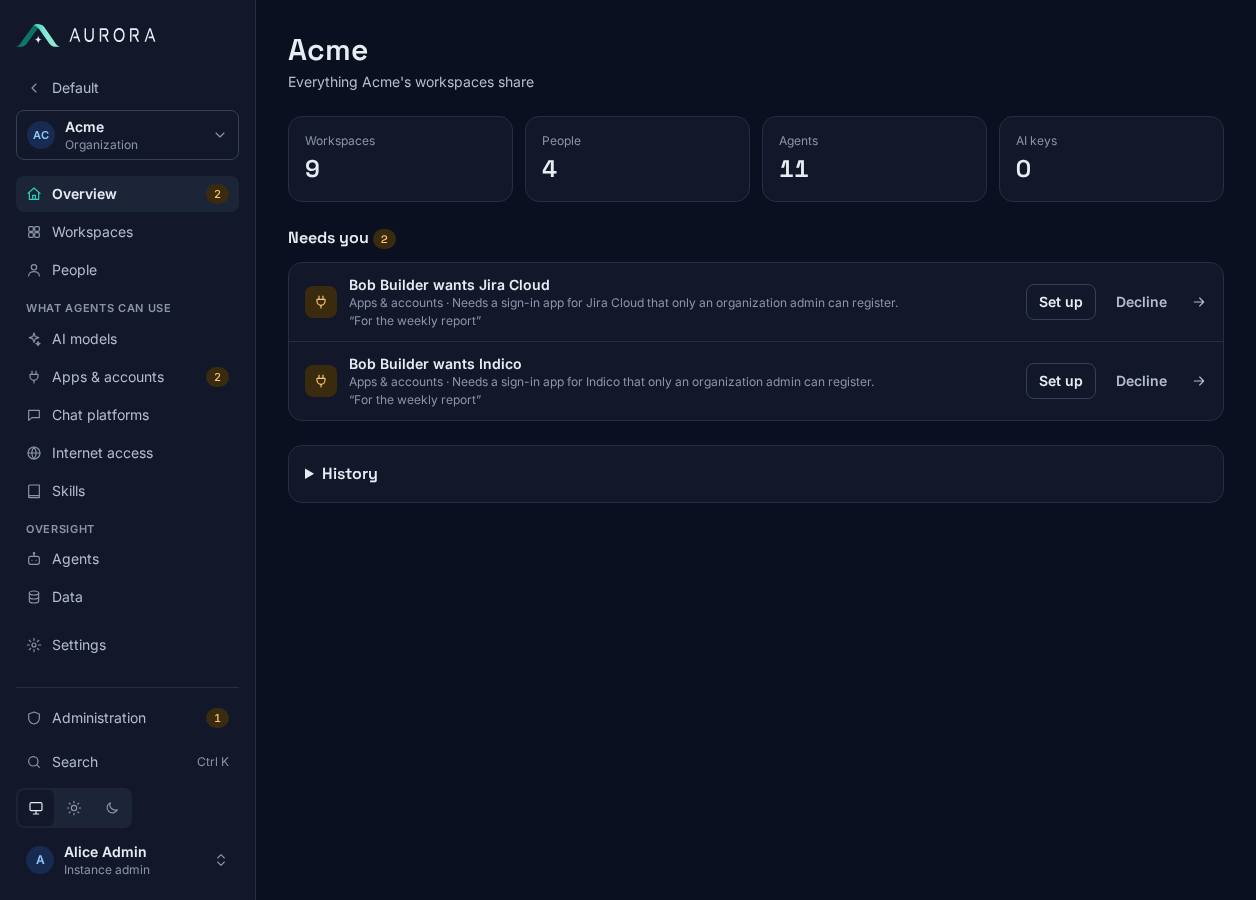 AURORA
Default
AC
Acme
Organization
Overview
2
Workspaces
People
WHAT AGENTS CAN USE
AI models
Apps & accounts
2
Chat platforms
Internet access
Skills
OVERSIGHT
Agents
Data
Settings
Administration
1
Search
Ctrl K
A
Alice Admin
Instance admin
Acme
Everything Acme's workspaces share
Workspaces
9
People
4
Agents
11
AI keys
0
Needs you 2
Bob Builder wants Jira Cloud
Apps & accounts · Needs a sign-in app for Jira Cloud that only an organization admin can register.
“For the weekly report”
Set up
Decline
Bob Builder wants Indico
Apps & accounts · Needs a sign-in app for Indico that only an organization admin can register.
“For the weekly report”
Set up
Decline
History